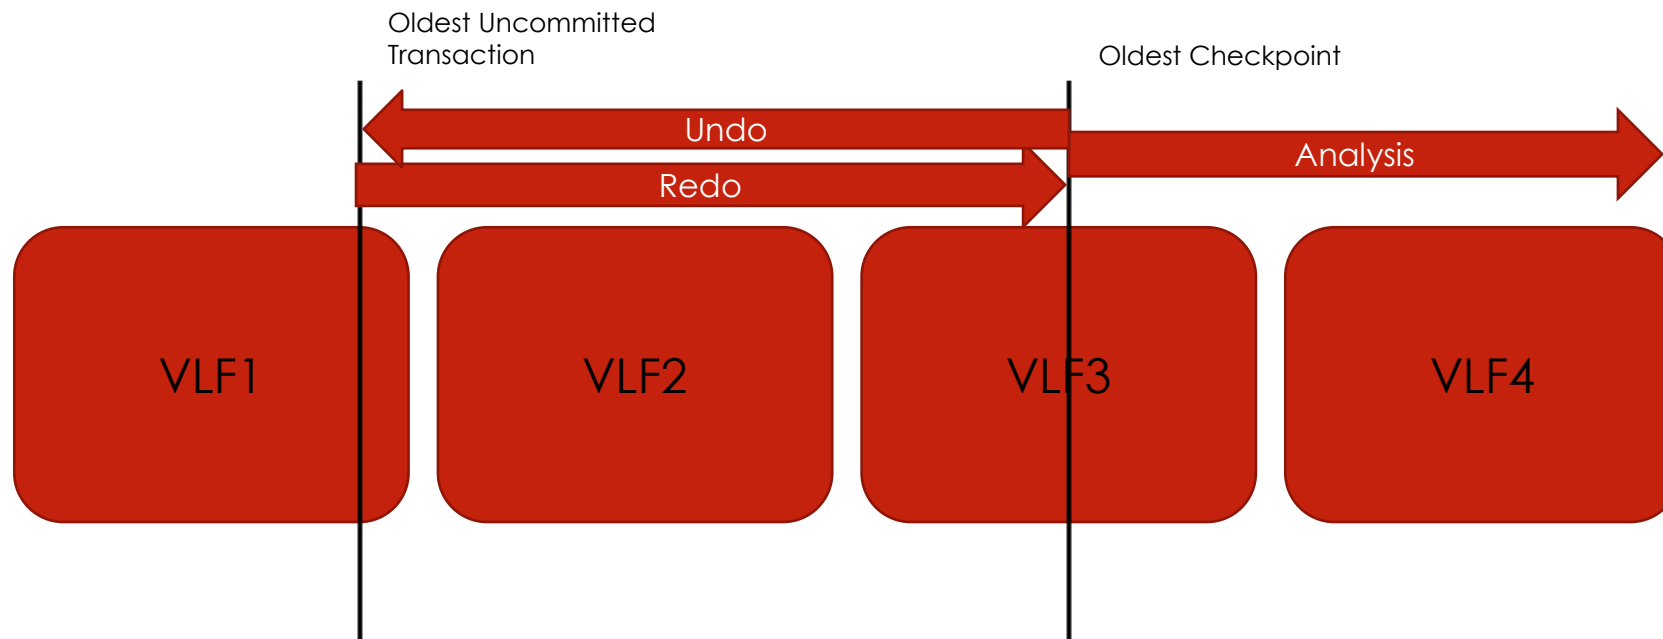 Oldest Uncommitted
Transaction
Oldest Checkpoint
Undo
Analysis
Redo
VLF1
VLF2
VLF3
VLF4